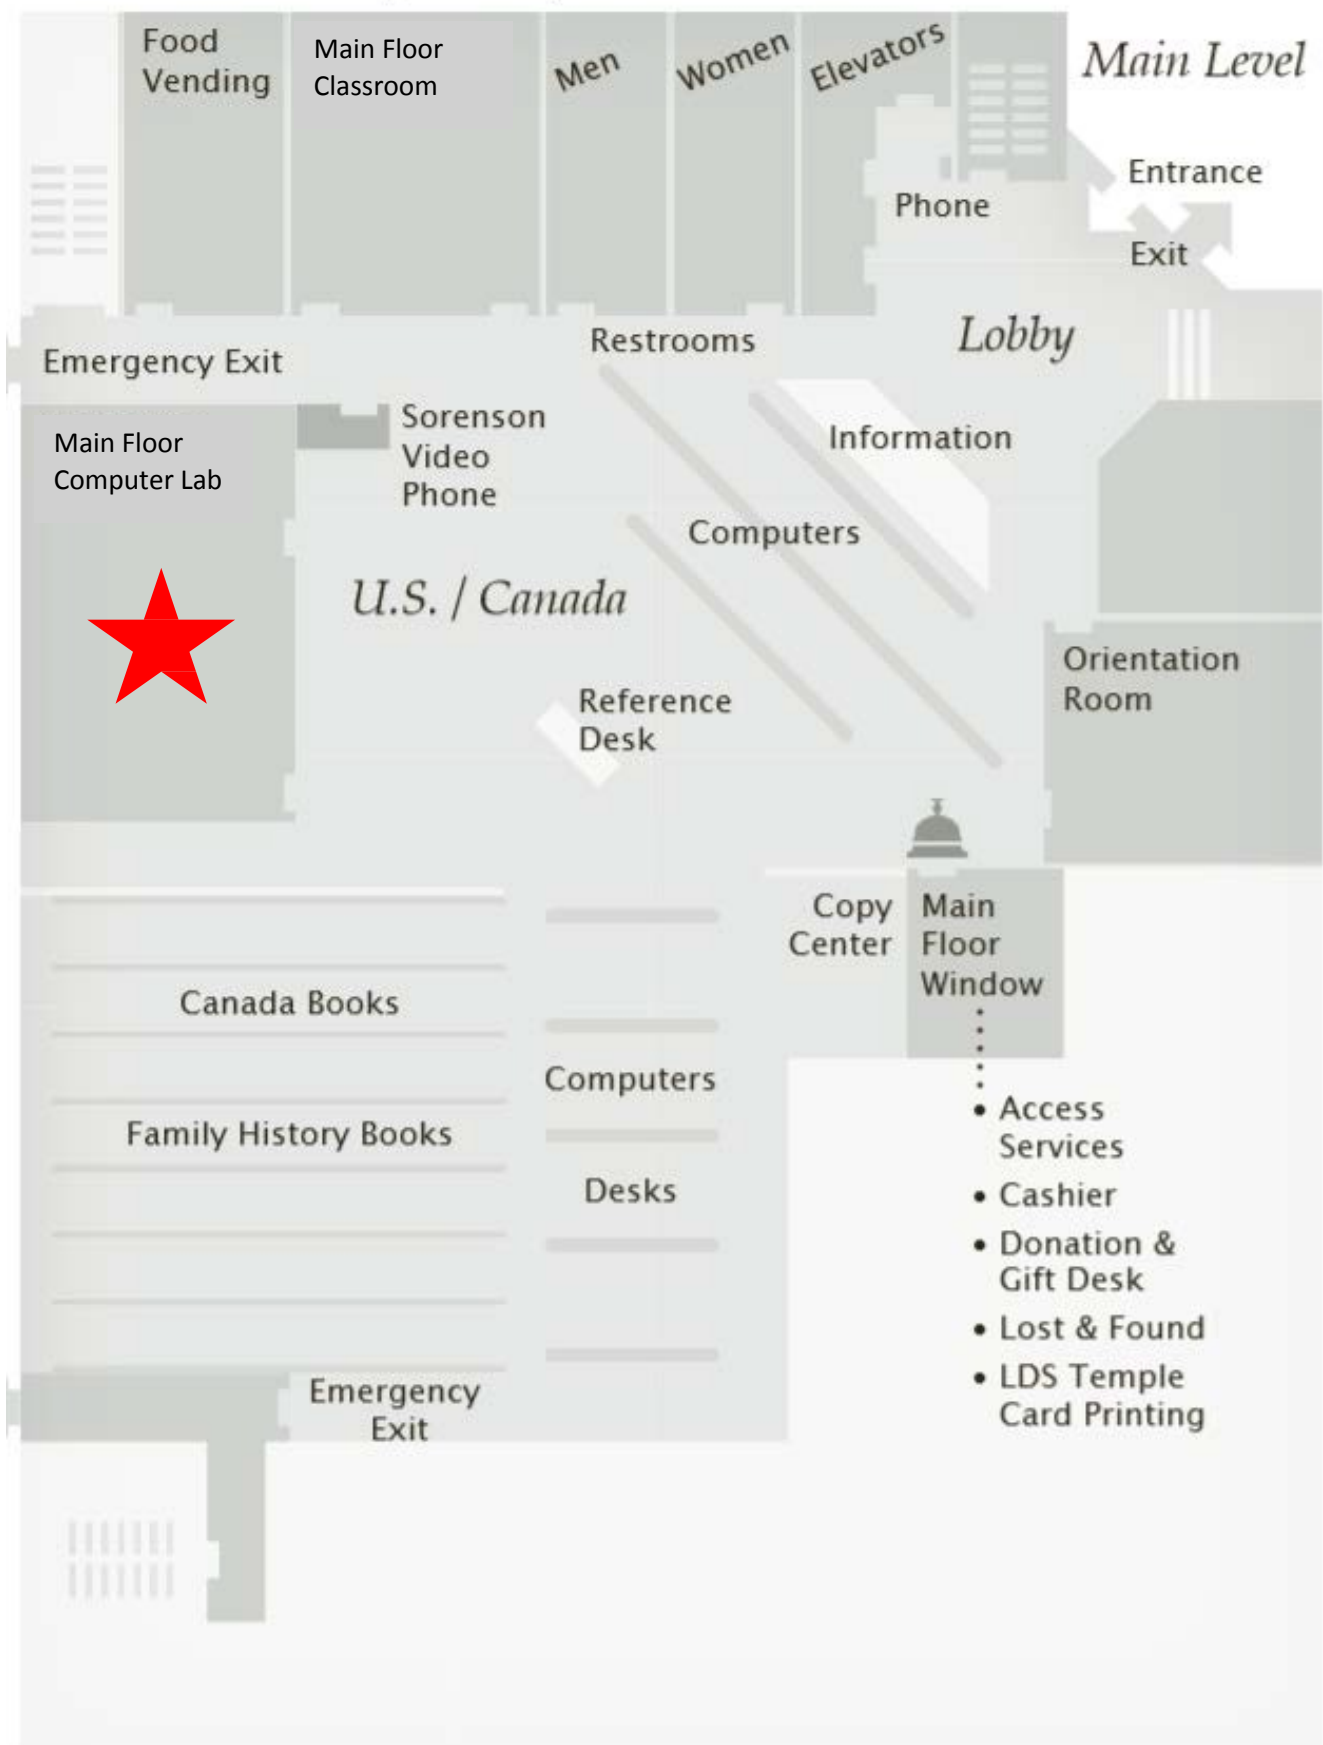 Food
Vending
Main Floor
Classroom
Men
Women
Elevators
Main Level
Entrance
Phone
Exit
Restrooms
Lobby
Emergency Exit
Sorenson
Video
Phone
Information
Main Floor
Computer Lab
Computers
U.S. / Canada
Orientation
Room
Reference
Desk
Copy
Center
Main
Floor
Window
Canada Books
Computers
Family History Books
Desks
• Access
Services
• Cashier
• Donation &
Gift Desk
• Lost & Found
• LDS Temple
Card Printing
Emergency
Exit